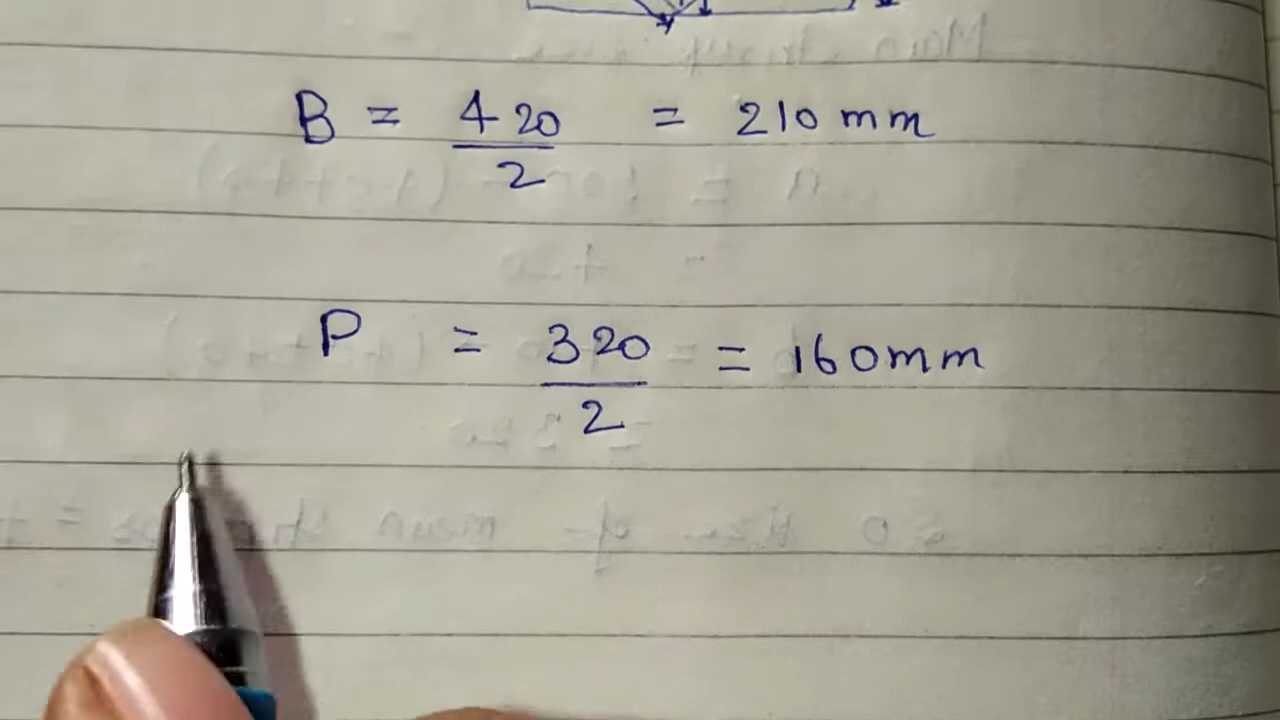 B = 420/2 = 210 mm
P = 320/2 = 160mm